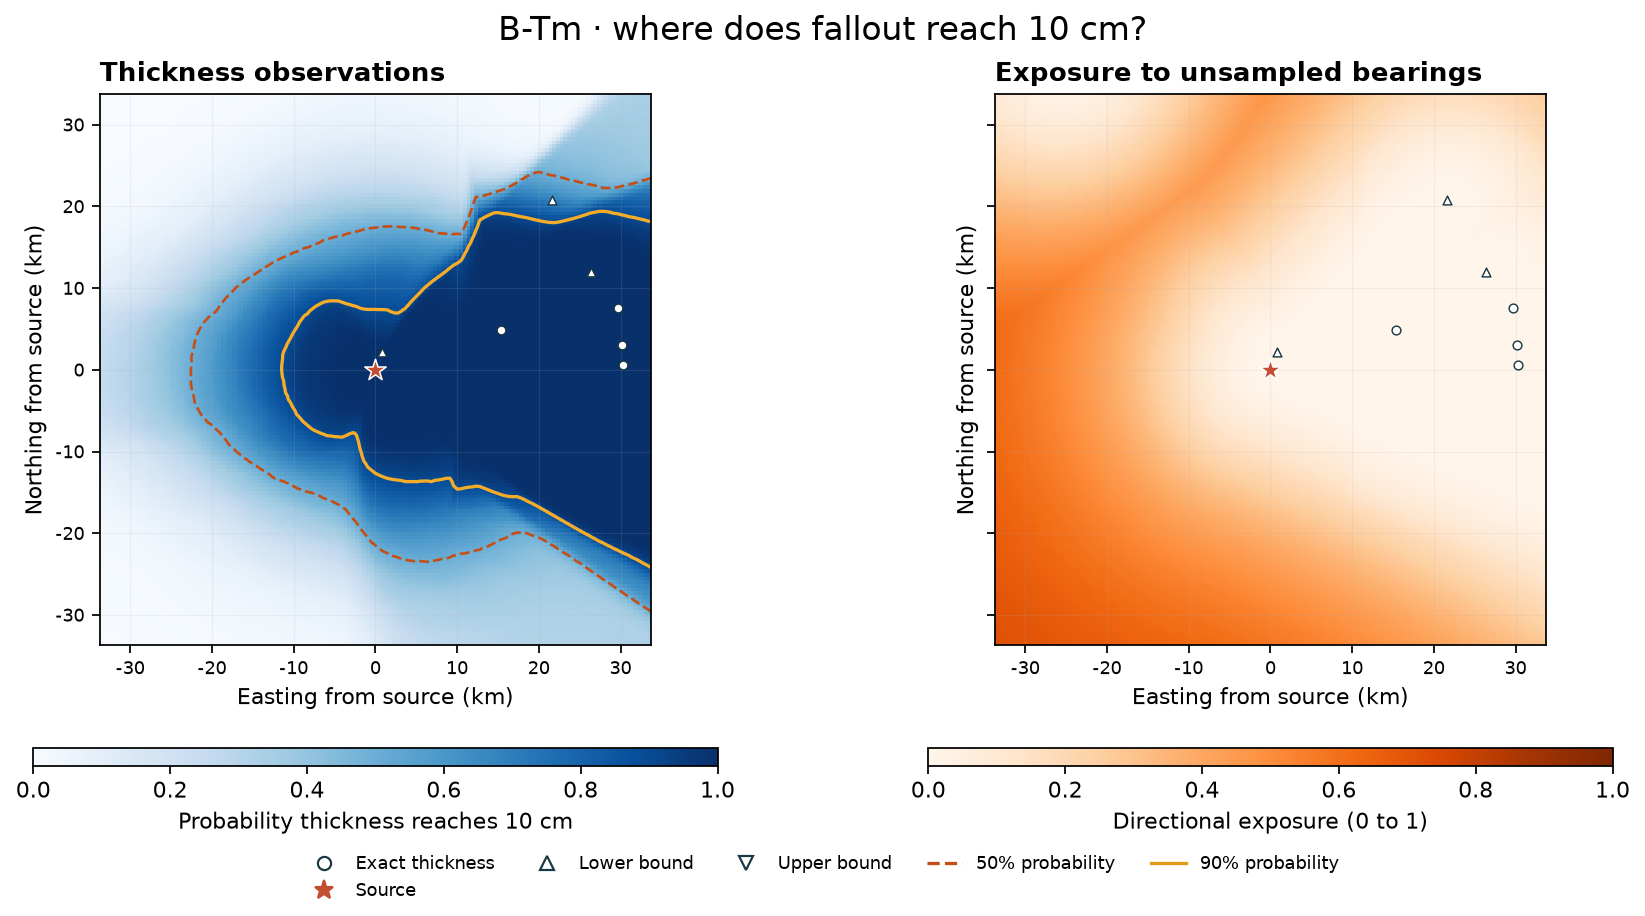 B-Tm · where does fallout reach 10 cm?
Thickness observations
Exposure to unsampled bearings
Northing from source (km)
30
20
10
0
-10
-20
-30
-30 -20 -10 0 10 20 30
Easting from source (km)
Northing from source (km)
-30 -20 -10 0 10 20 30
Easting from source (km)
0.0 0.2 0.4 0.6 0.8 1.0
Probability thickness reaches 10 cm
0.0 0.2 0.4 0.6 0.8 1.0
Directional exposure (0 to 1)
Exact thickness Lower bound Upper bound 50% probability 90% probability
Source